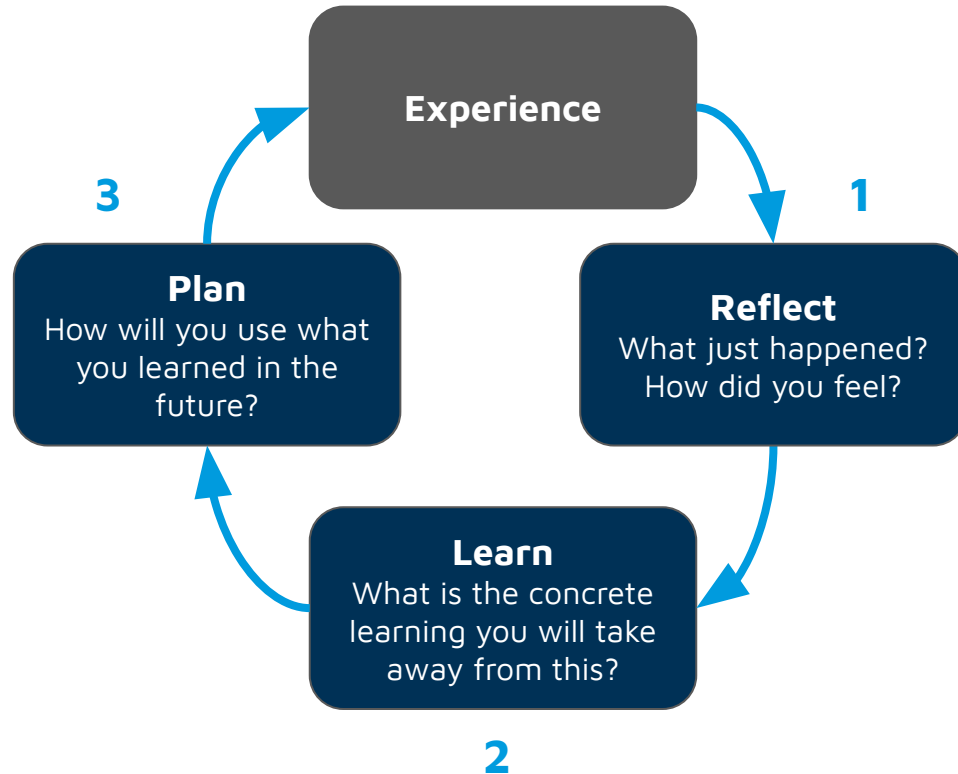 Experience
1
Reflect
What just happened?
How did you feel?
Learn
What is the concrete
learning you will take
away from this?
2
3
Plan
How will you use what
you learned in the
future?